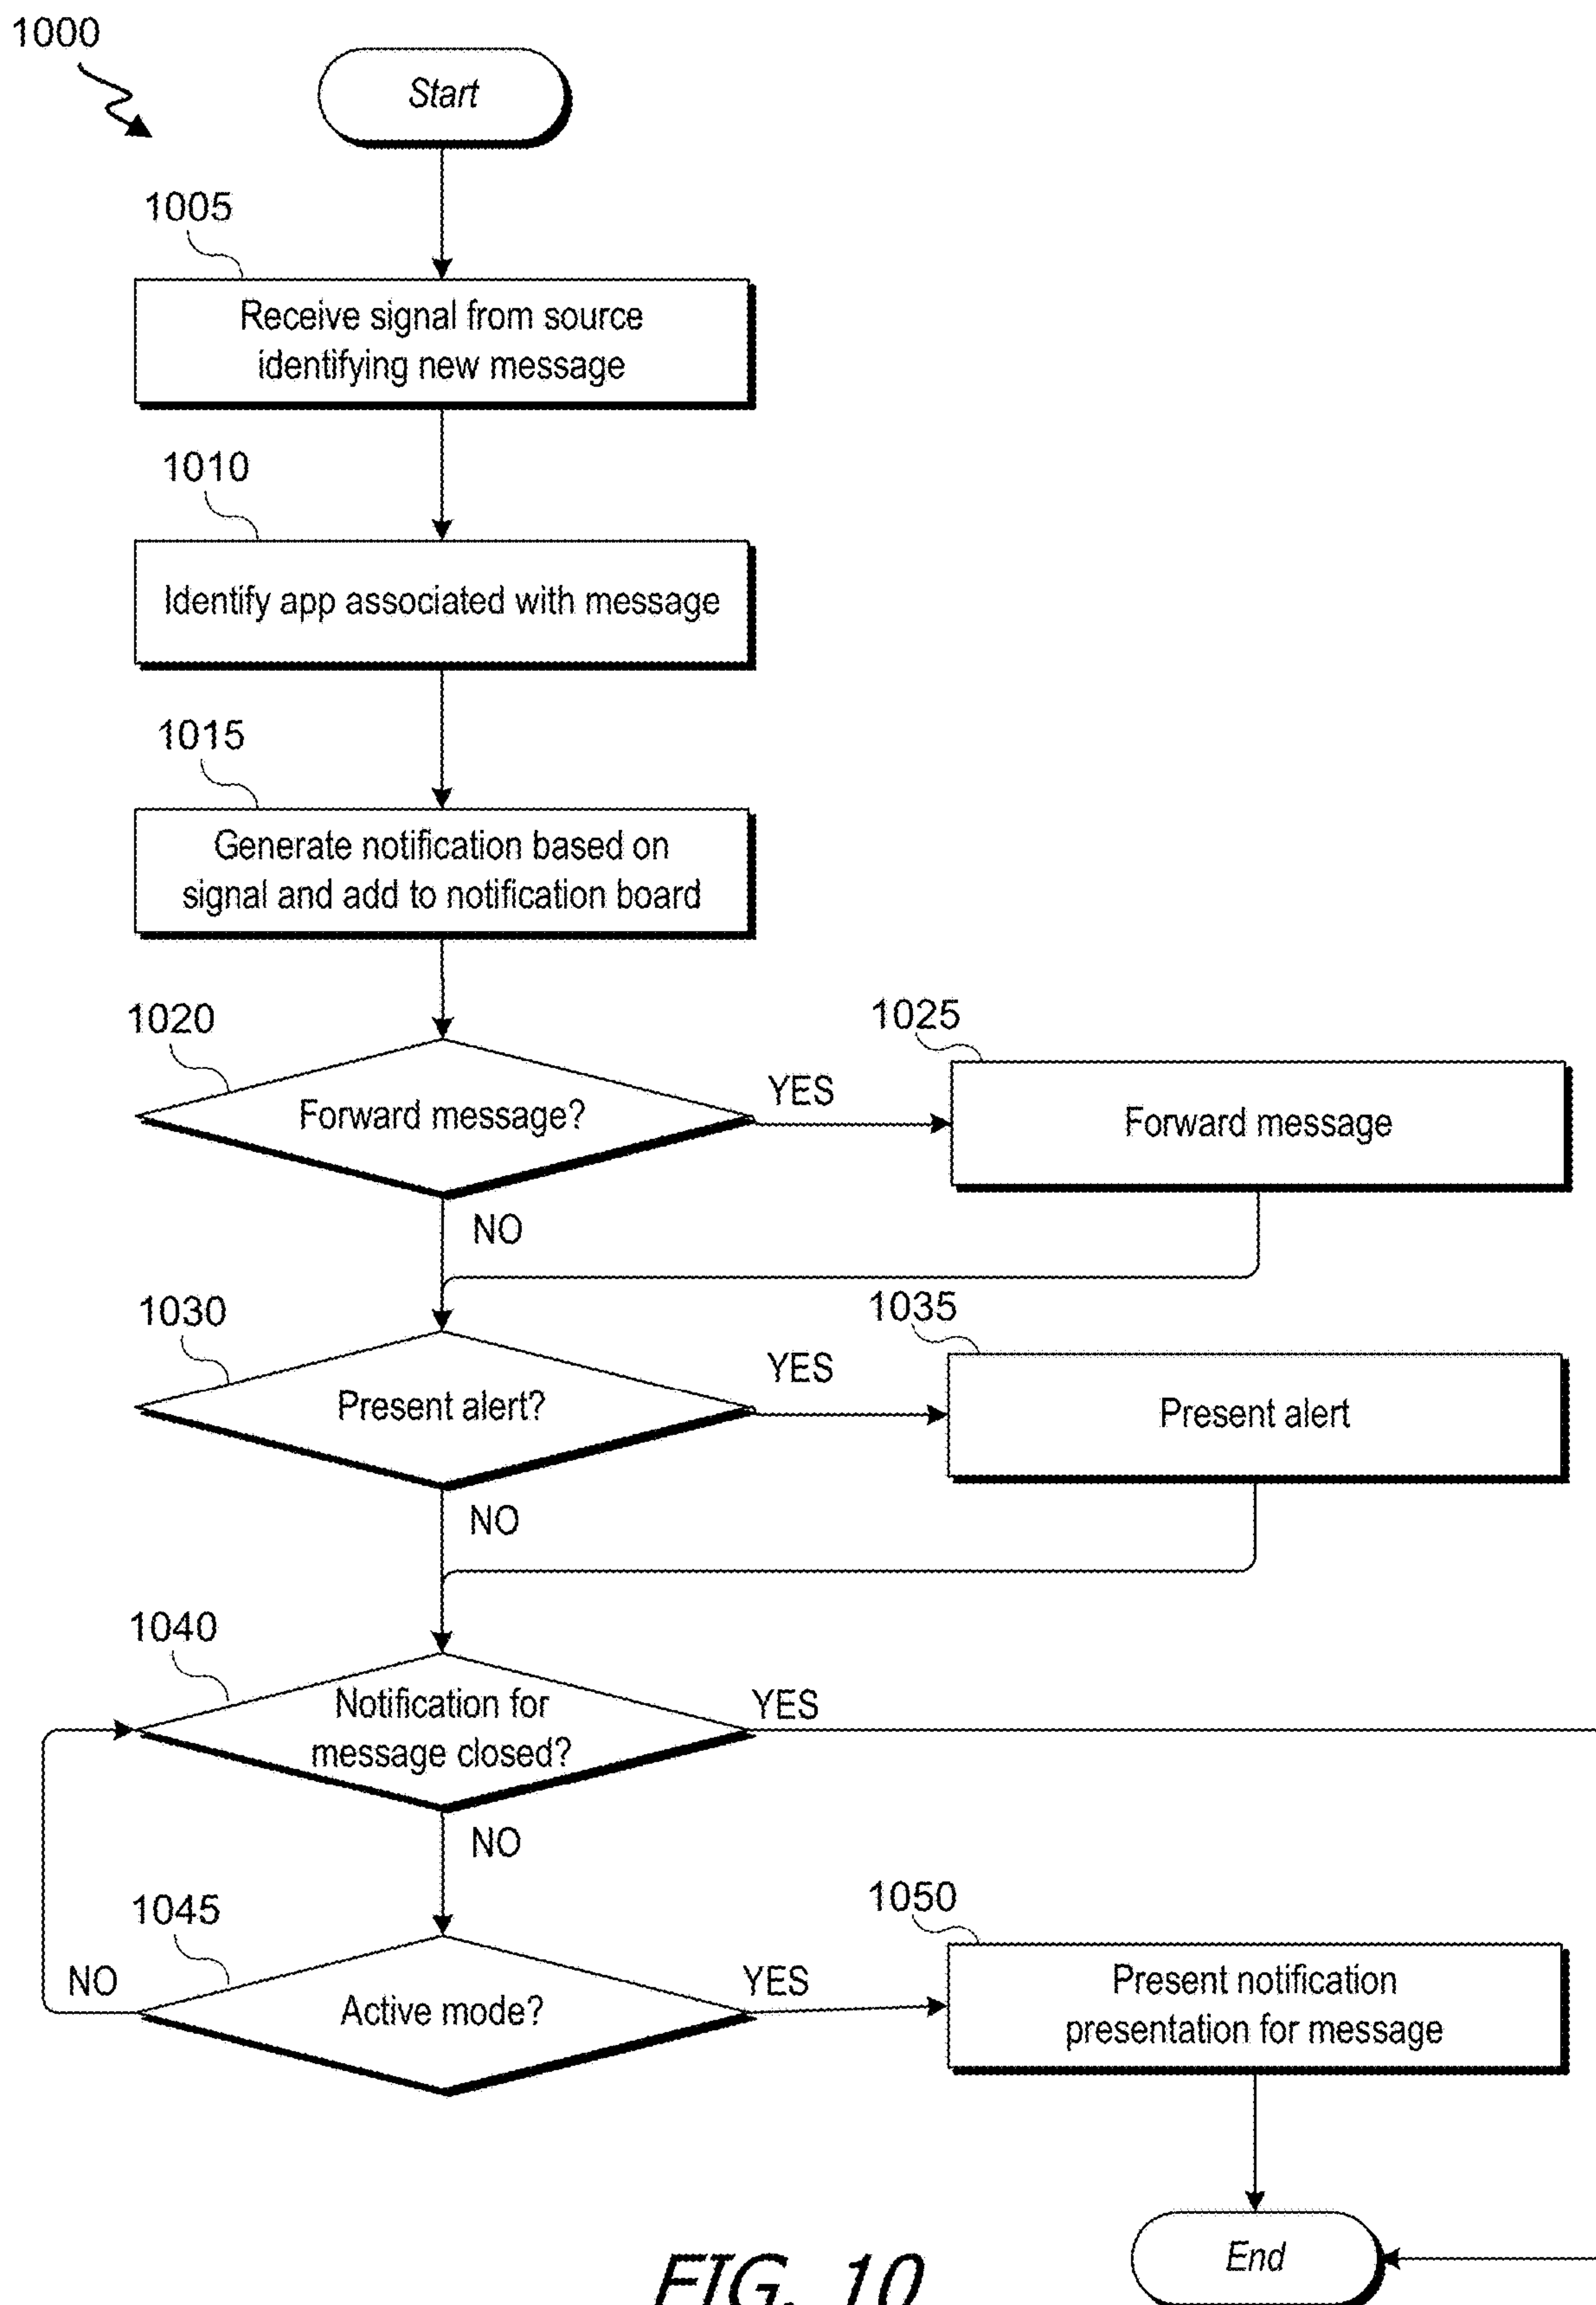 1000
Start
1005
Receive signal from source
identifying new message
1010
Identify app associated with message
1015
Generate notification based on
signal and add to notification board
1020
Forward message?
YES
1025
Forward message
NO
1030
Present alert?
YES
1035
Present alert
NO
1040
Notification for
message closed?
YES
NO
1045
Active mode?
NO
YES
1050
Present notification
presentation for message
End
FIG. 10